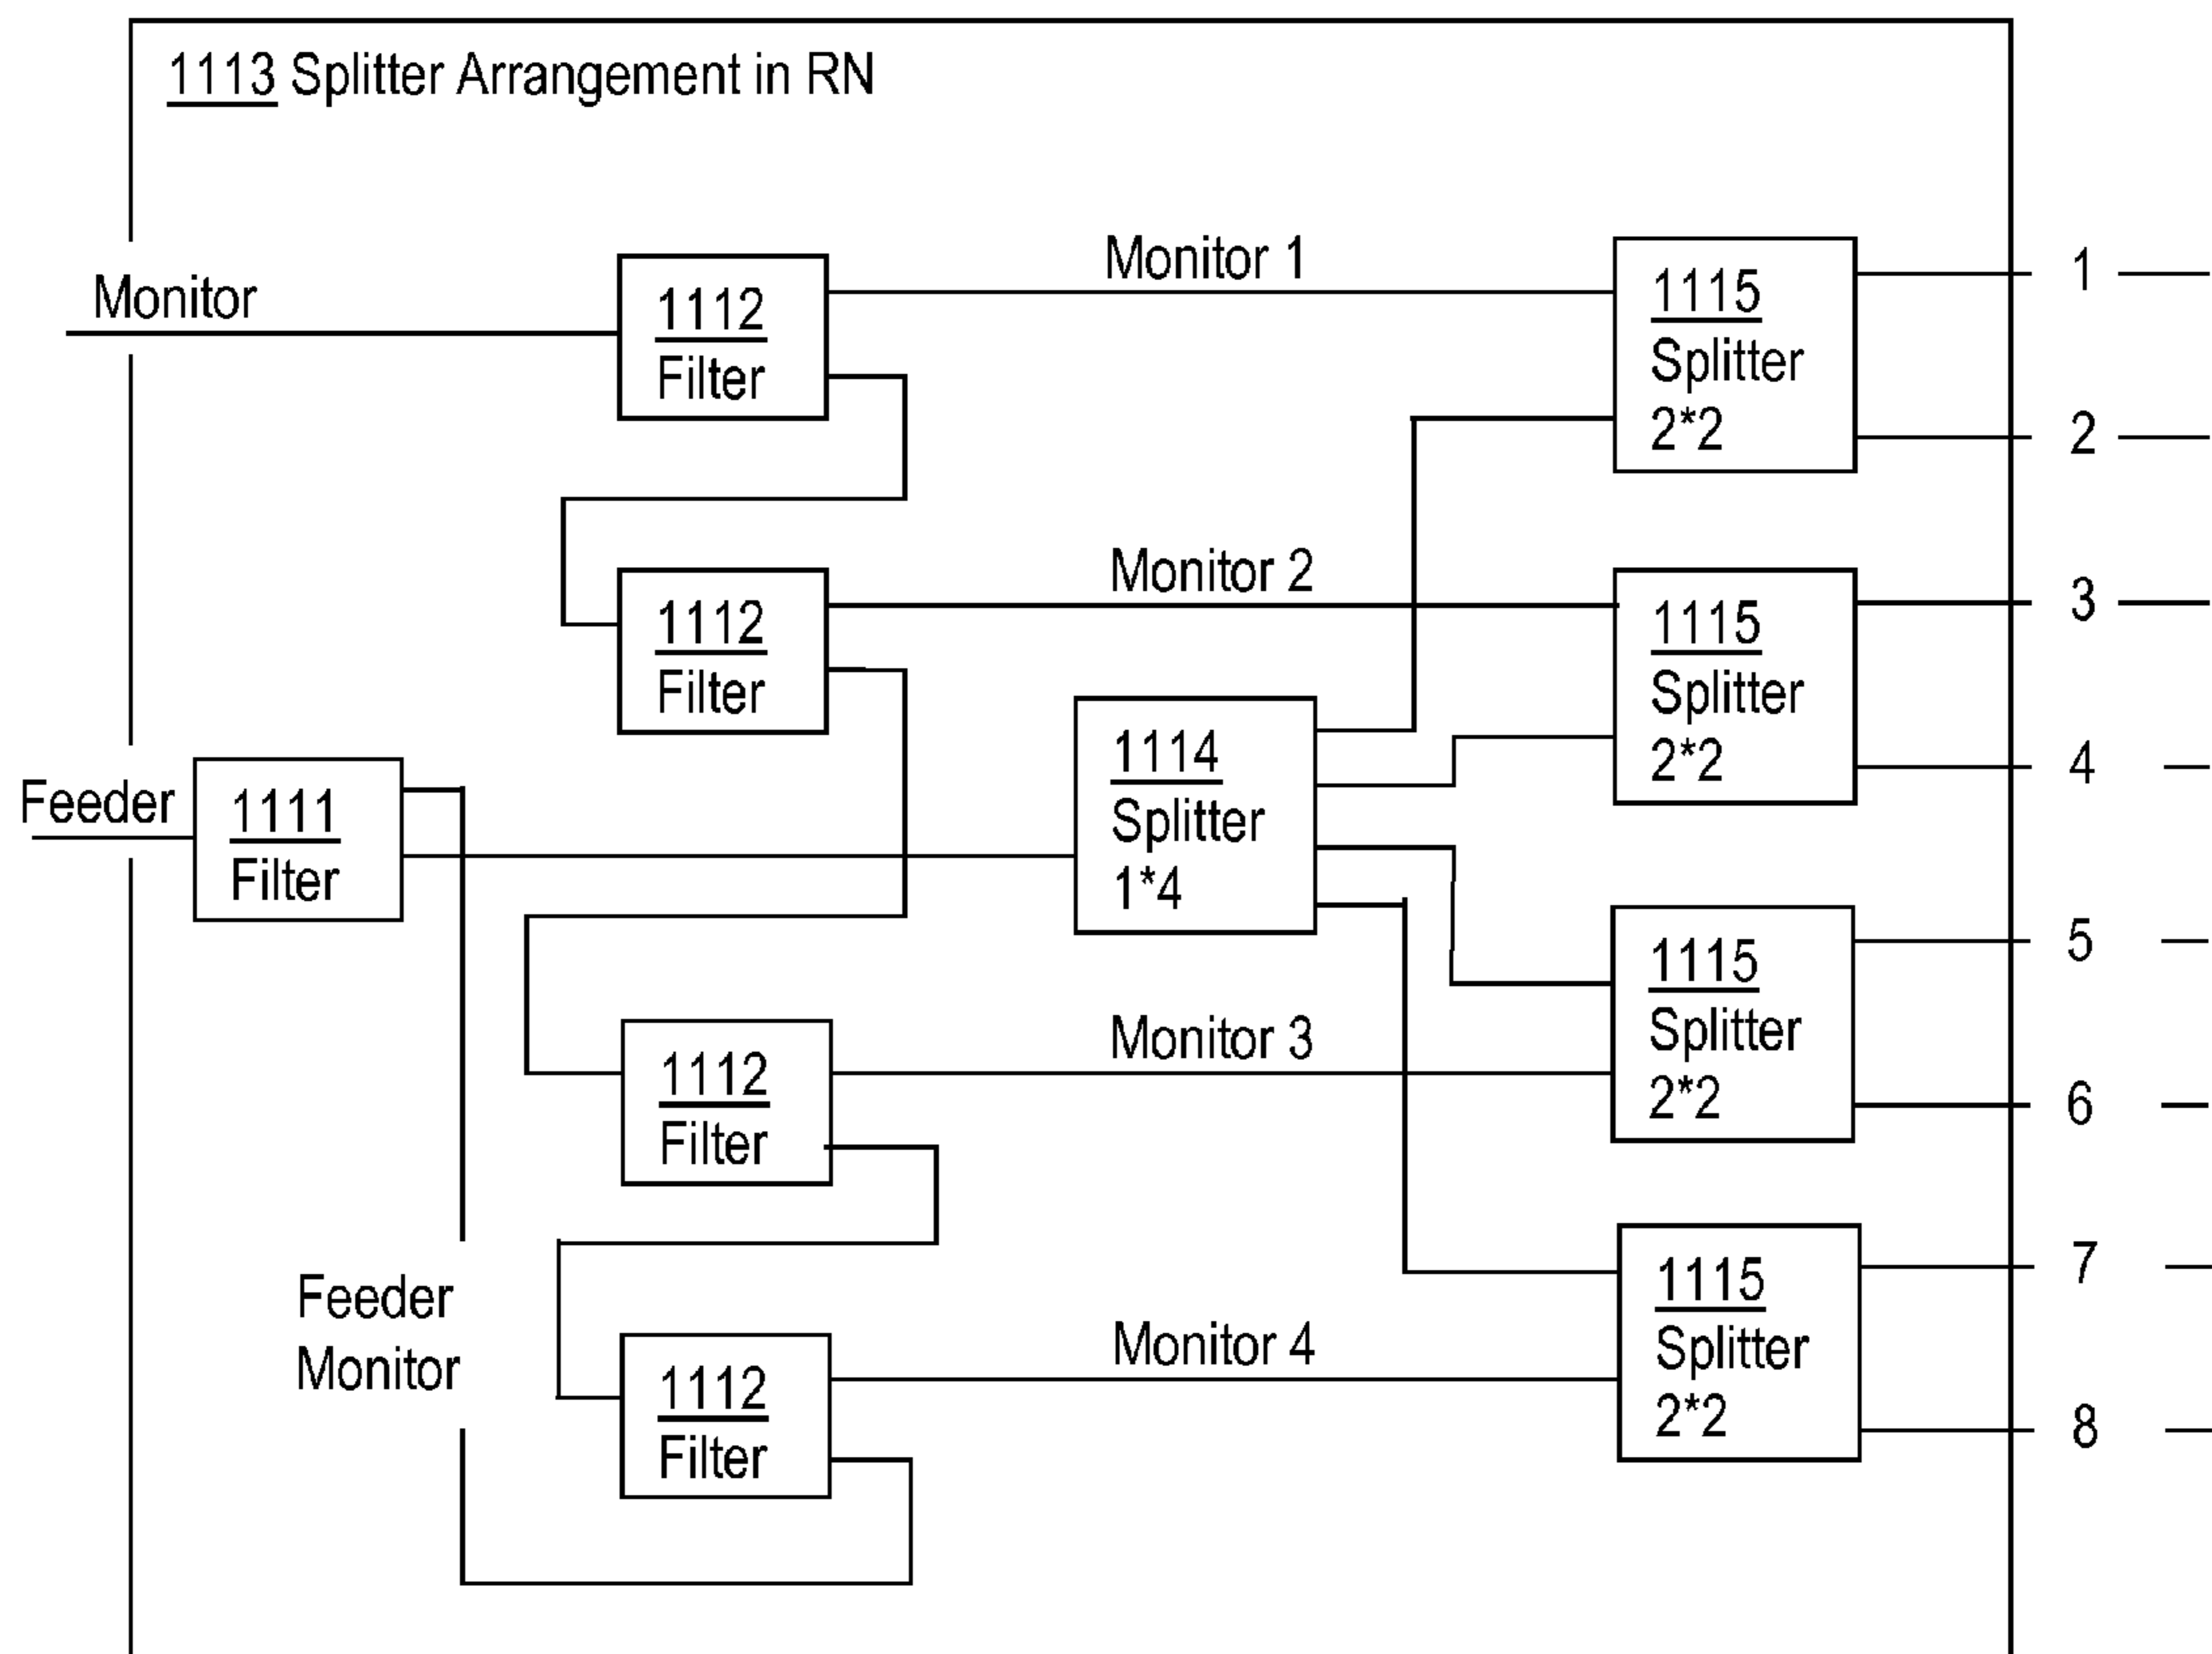 1113 Splitter Arrangement in RN
Monitor
1112
Filter
Monitor 1
1115
Splitter
2*2
1
2
1112
Filter
Monitor 2
1115
Splitter
2*2
3
4
Feeder
1111
Filter
1114
Splitter
1*4
1115
Splitter
2*2
5
6
1112
Filter
Monitor 3
Feeder
Monitor
1112
Filter
Monitor 4
1115
Splitter
2*2
7
8